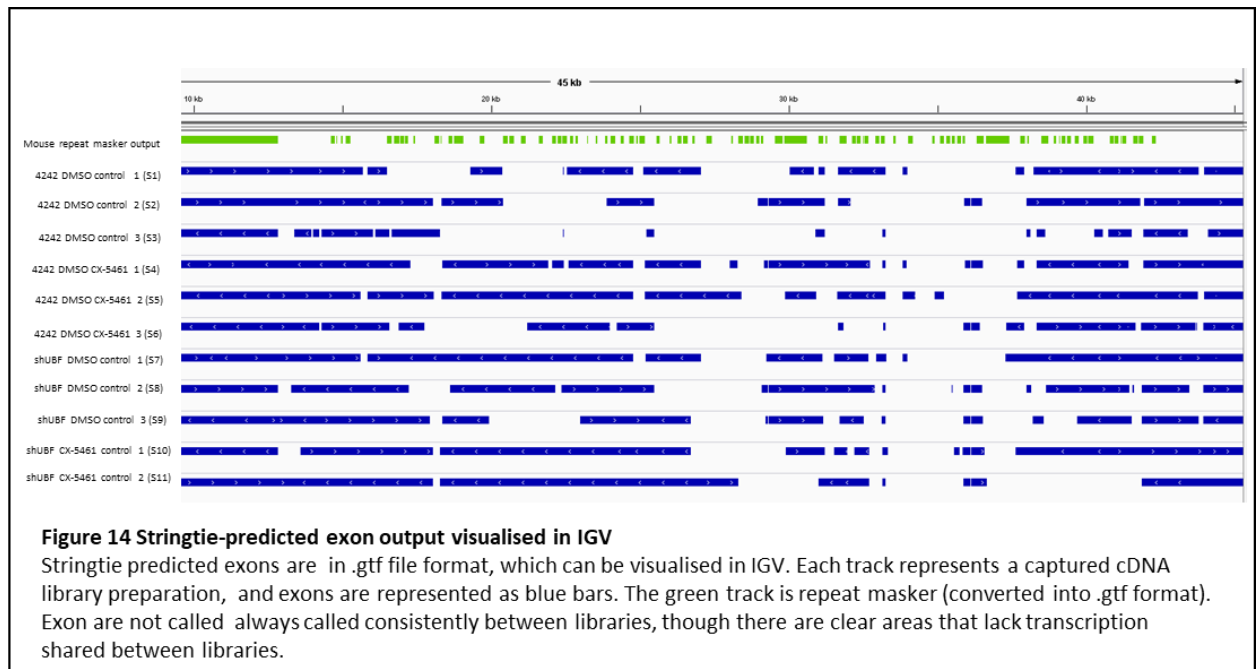 45 kb
10 kb
20 kb
30 kb
40 kb
Mouse repeat masker output
4242 DMSO control 1 (S1)
4242 DMSO control 2 (S2)
4242 DMSO control 3 (S3)
4242 DMSO CX-5461 1 (S4)
4242 DMSO CX-5461 2 (S5)
4242 DMSO CX-5461 3 (S6)
shUBF DMSO control 1 (S7)
shUBF DMSO control 2 (S8)
shUBF DMSO control 3 (S9)
shUBF CX-5461 control 1 (S10)
shUBF CX-5461 control 2 (S11)
Figure 14 Stringtie-predicted exon output visualised in IGV
Stringtie predicted exons are in .gtf file format, which can be visualised in IGV. Each track represents a captured cDNA
library preparation, and exons are represented as blue bars. The green track is repeat masker (converted into .gtf format).
Exon are not called always called consistently between libraries, though there are clear areas that lack transcription
shared between libraries.